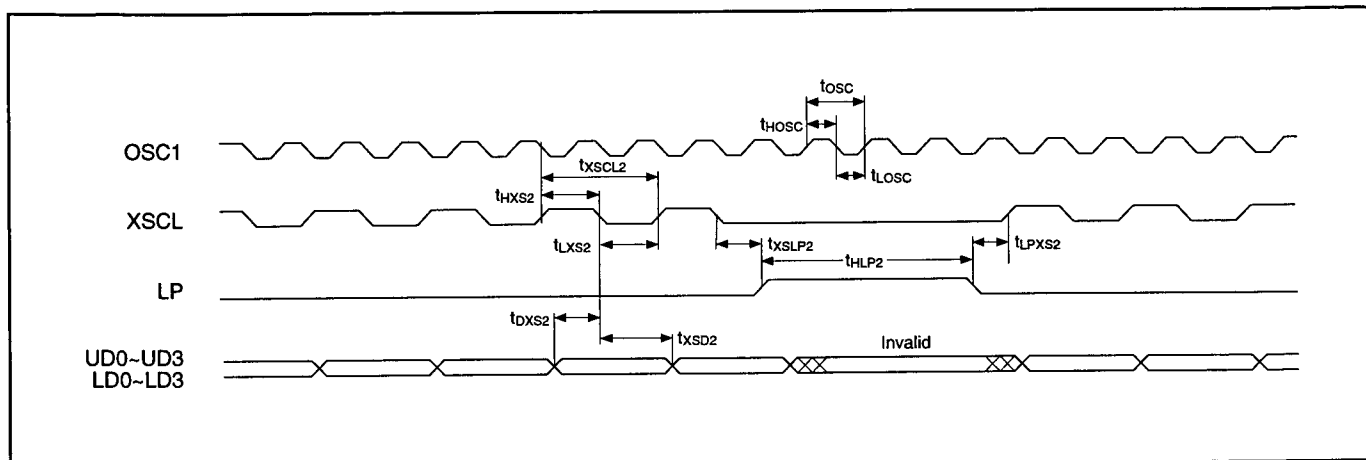 tOSC
tHOSC
OSC1
tLOSC
tXSCL2
tHXS2
XSCL
tLXS2
tXSLP2
tLPXS2
tHLP2
LP
tDXS2
tXSD2
Invalid
UD0~UD3
LD0~LD3